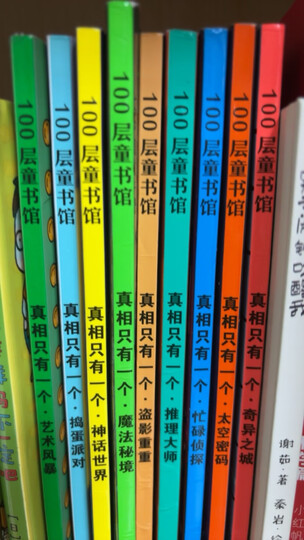 100层童书馆 真相只有一个·艺术风暴
100层童书馆 真相只有一个·捣蛋派对
100层童书馆 真相只有一个·神话世界
100层童书馆 真相只有一个·魔法秘境
100层童书馆 真相只有一个·盗影重重
100层童书馆 真相只有一个·推理大师
100层童书馆 真相只有一个·忙碌侦探
100层童书馆 真相只有一个·太空密码
100层童书馆 真相只有一个·奇异之城
谢茹·著 秦岩·
小红帆